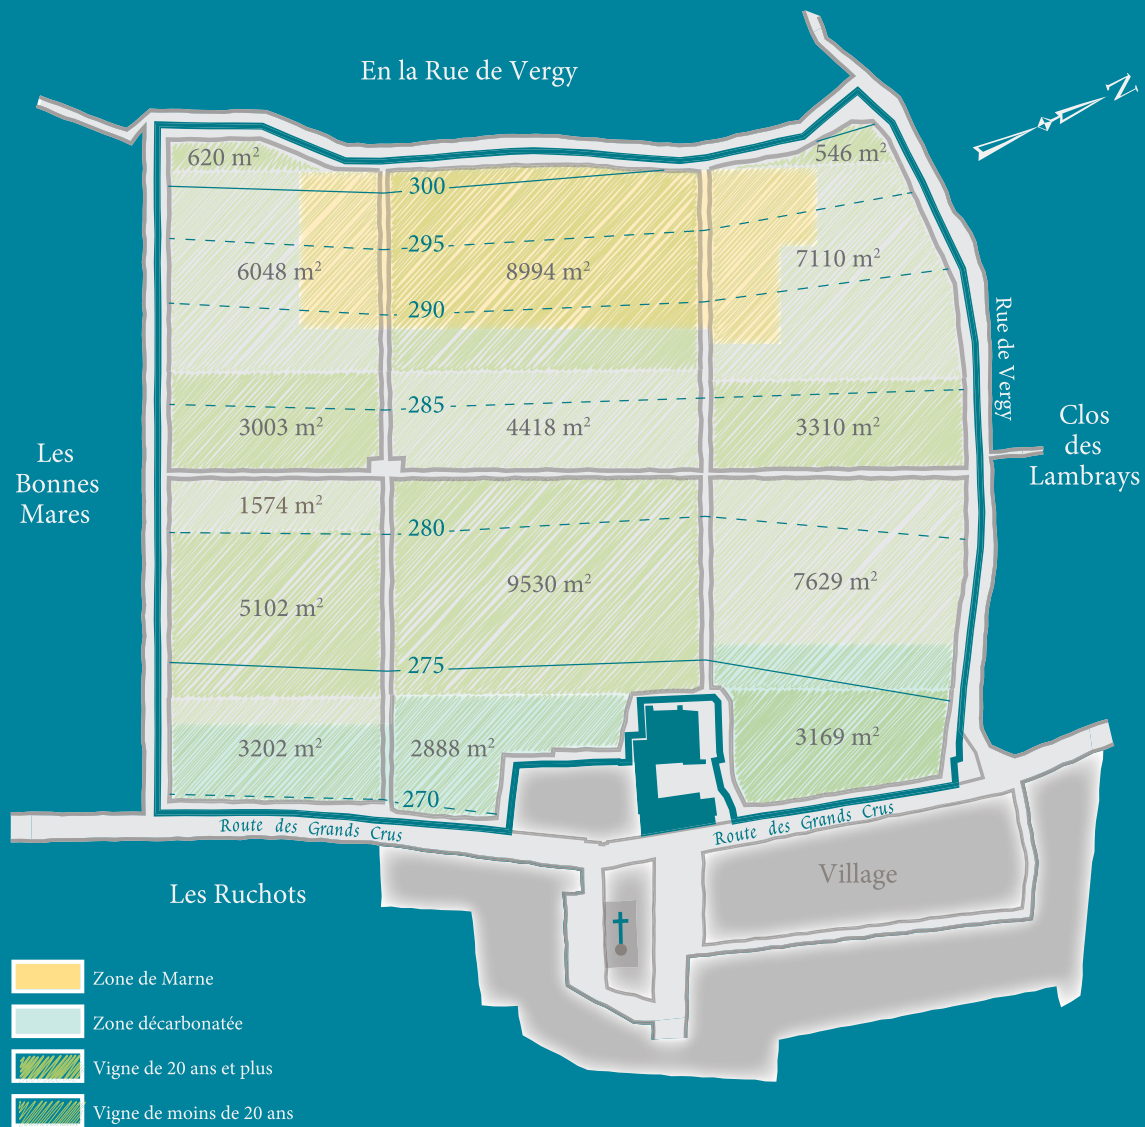 En la Rue de Vergy
N
620 m²
546 m²
300
295
6048 m²
8994 m²
7110 m²
290
Rue de Vergy
285
3003 m²
4418 m²
3310 m²
Clos
des
Lambrays
Les
Bonnes
Mares
1574 m²
280
5102 m²
9530 m²
7629 m²
275
3202 m²
2888 m²
3169 m²
270
Route des Grands Crus
Route des Grands Crus
Les Ruchots
Village
Zone de Marne
Zone décarbonatée
Vigne de 20 ans et plus
Vigne de moins de 20 ans